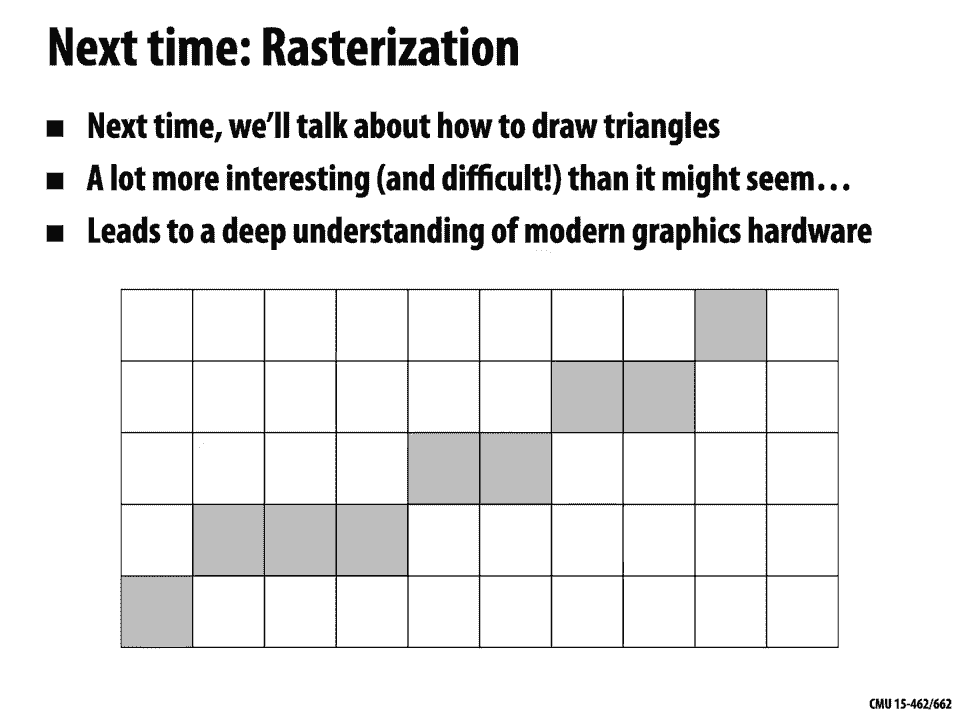 Next time: Rasterization
■ Next time, we'll talk about how to draw triangles
■ A lot more interesting (and difficult!) than it might seem…
■ Leads to a deep understanding of modern graphics hardware
CMU 15-462/662